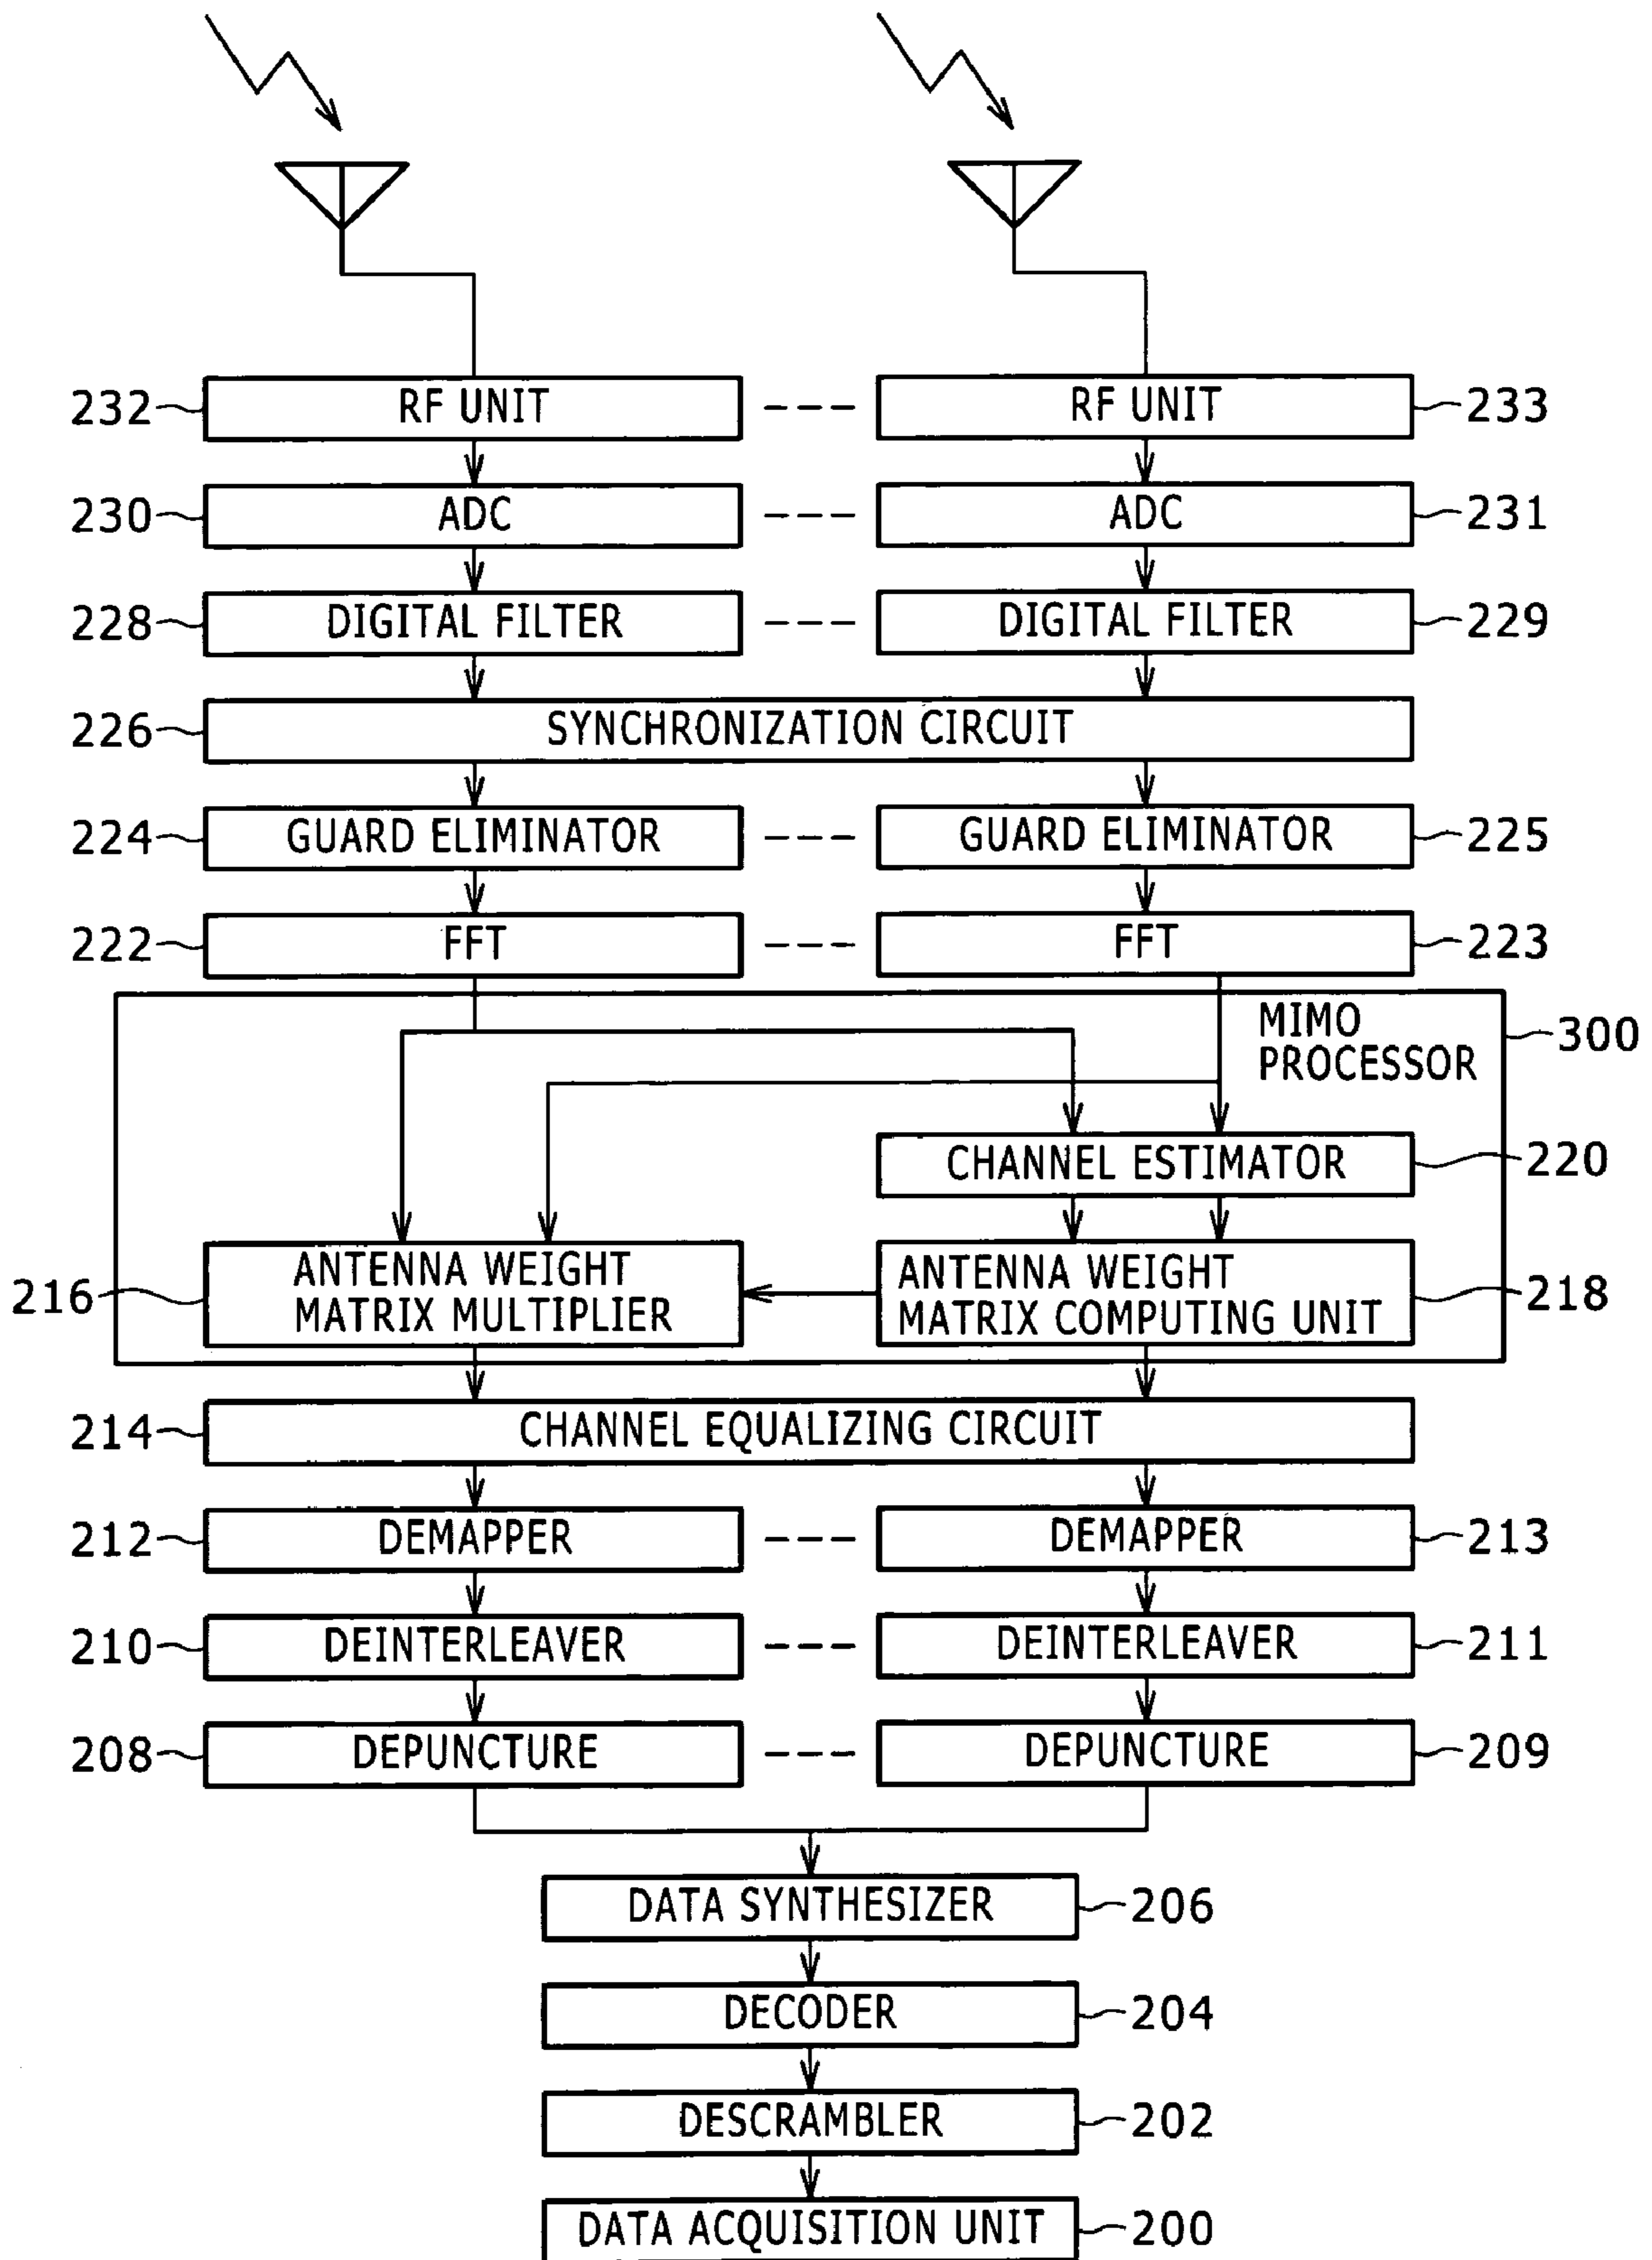 232 RF UNIT --- RF UNIT 233
230 ADC --- ADC 231
228 DIGITAL FILTER --- DIGITAL FILTER 229
226 SYNCHRONIZATION CIRCUIT
224 GUARD ELIMINATOR --- GUARD ELIMINATOR 225
222 FFT --- FFT 223
MIMO
PROCESSOR
300
CHANNEL ESTIMATOR 220
216
ANTENNA WEIGHT
MATRIX MULTIPLIER
ANTENNA WEIGHT
MATRIX COMPUTING UNIT
218
214 CHANNEL EQUALIZING CIRCUIT
212 DEMAPPER --- DEMAPPER 213
210 DEINTERLEAVER --- DEINTERLEAVER 211
208 DEPUNCTURE --- DEPUNCTURE 209
DATA SYNTHESIZER 206
DECODER 204
DESCRAMBLER 202
DATA ACQUISITION UNIT 200